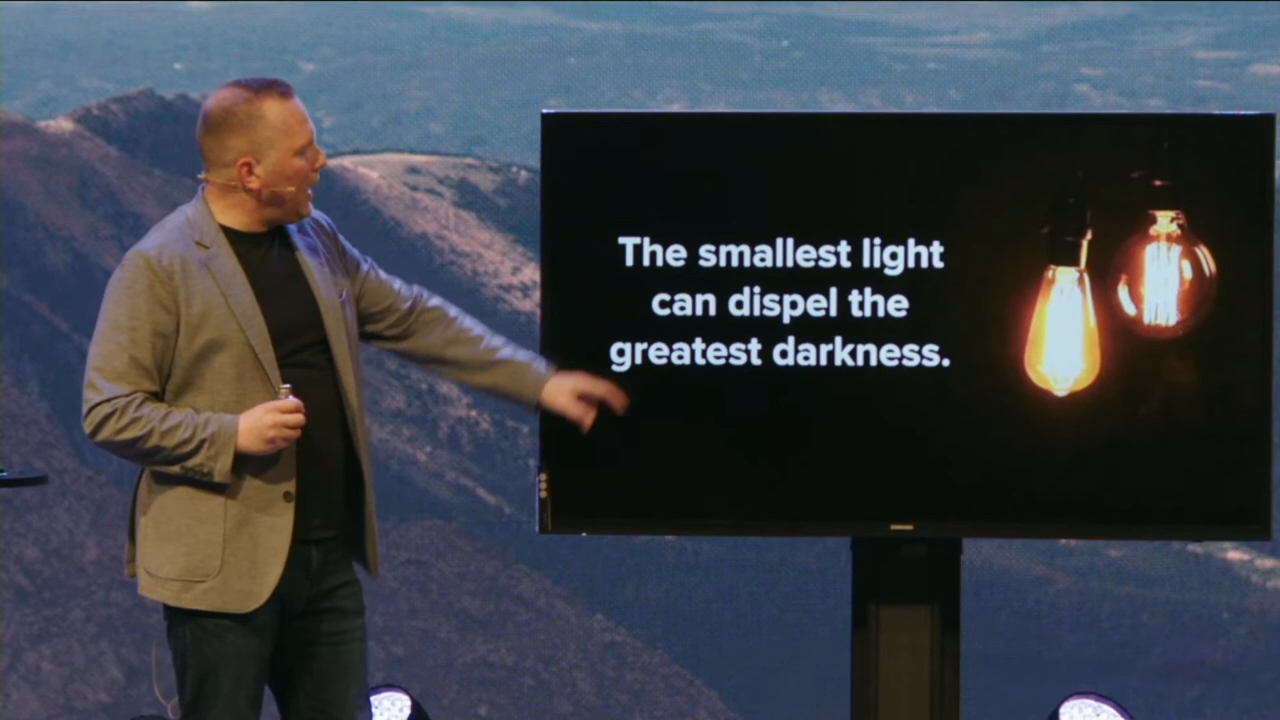 The smallest light
can dispel the
greatest darkness.